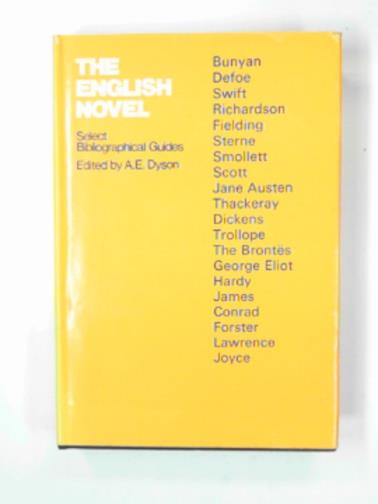 THE
ENGLISH
NOVEL
Select
Bibliographical Guides
Edited by A.E. Dyson
Bunyan
Defoe
Swift
Richardson
Fielding
Sterne
Smollett
Scott
Jane Austen
Thackeray
Dickens
Trollope
The Brontës
George Eliot
Hardy
James
Conrad
Forster
Lawrence
Joyce